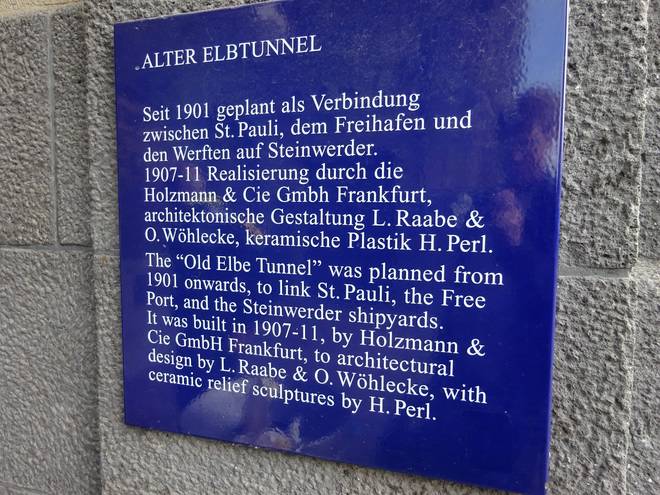 ALTER ELBTUNNEL
Seit 1901 geplant als Verbindung
zwischen St. Pauli, dem Freihafen und
den Werften auf Steinwerder.
1907-11 Realisierung durch die
Holzmann & Cie Gmbh Frankfurt,
architektonische Gestaltung L. Raabe &
O. Wöhlecke, keramische Plastik H. Perl.
The “Old Elbe Tunnel” was planned from
1901 onwards, to link St. Pauli, the Free
Port, and the Steinwerder shipyards.
It was built in 1907-11, by Holzmann &
Cie GmbH Frankfurt, to architectural
design by L. Raabe & O. Wöhlecke, with
ceramic relief sculptures by H. Perl.